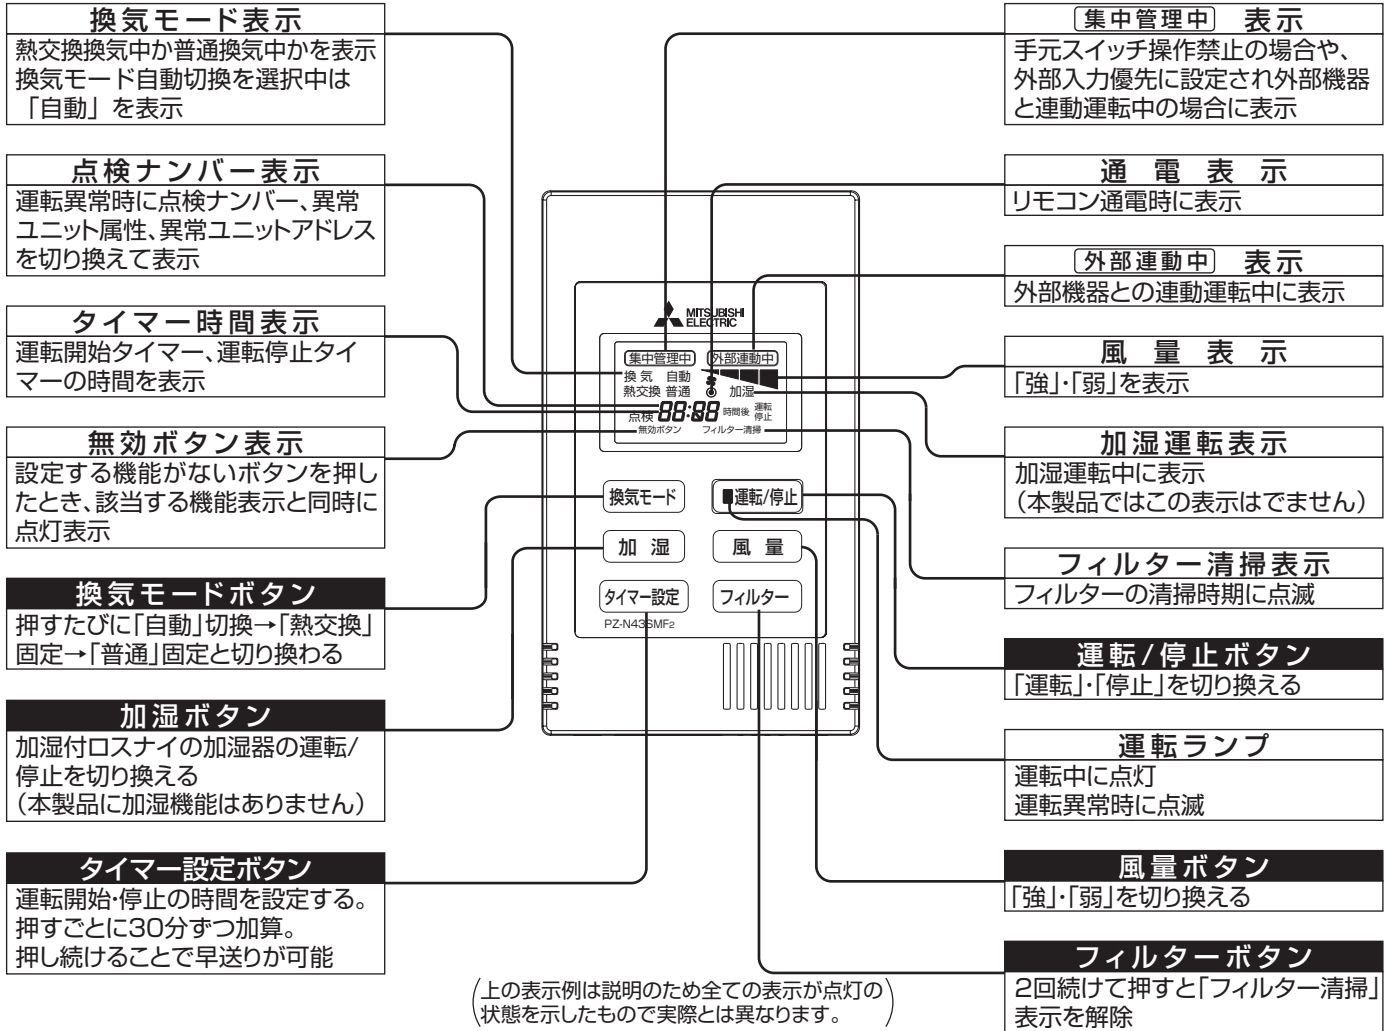 換気モード表示
熱交換換気中か普通換気中かを表示
換気モード自動切換を選択中は
「自動」を表示
点検ナンバー表示
運転異常時に点検ナンバー、異常
ユニット属性、異常ユニットアドレス
を切り換えて表示
タイマー時間表示
運転開始タイマー、運転停止タイ
マーの時間を表示
無効ボタン表示
設定する機能がないボタンを押し
たとき、該当する機能表示と同時に
点灯表示
換気モードボタン
押すたびに「自動」切換→「熱交換」
固定→「普通」固定と切り換わる
加湿ボタン
加湿付ロスナイの加湿器の運転/
停止を切り換える
(本製品に加湿機能はありません)
タイマー設定ボタン
運転開始・停止の時間を設定する。
押すごとに30分ずつ加算。
押し続けることで早送りが可能
MITSUBISHI
ELECTRIC
集中管理中 外部連動中
換気 自動
熱交換 普通 加湿
点検 88:88 時間後 運転
停止
無効ボタン フィルター清掃
換気モード 運転/停止
加湿 風量
タイマー設定 フィルター
PZ-N43SMF2
(上の表示例は説明のため全ての表示が点灯の
状態を示したもので実際とは異なります。)
集中管理中 表示
手元スイッチ操作禁止の場合や、
外部入力優先に設定され外部機器
と連動運転中の場合に表示
通電表示
リモコン通電時に表示
外部連動中 表示
外部機器との連動運転中に表示
風量表示
「強」・「弱」を表示
加湿運転表示
加湿運転中に表示
(本製品ではこの表示はでません)
フィルター清掃表示
フィルターの清掃時期に点滅
運転/停止ボタン
「運転」・「停止」を切り換える
運転ランプ
運転中に点灯
運転異常時に点滅
風量ボタン
「強」・「弱」を切り換える
フィルターボタン
2回続けて押すと「フィルター清掃」
表示を解除